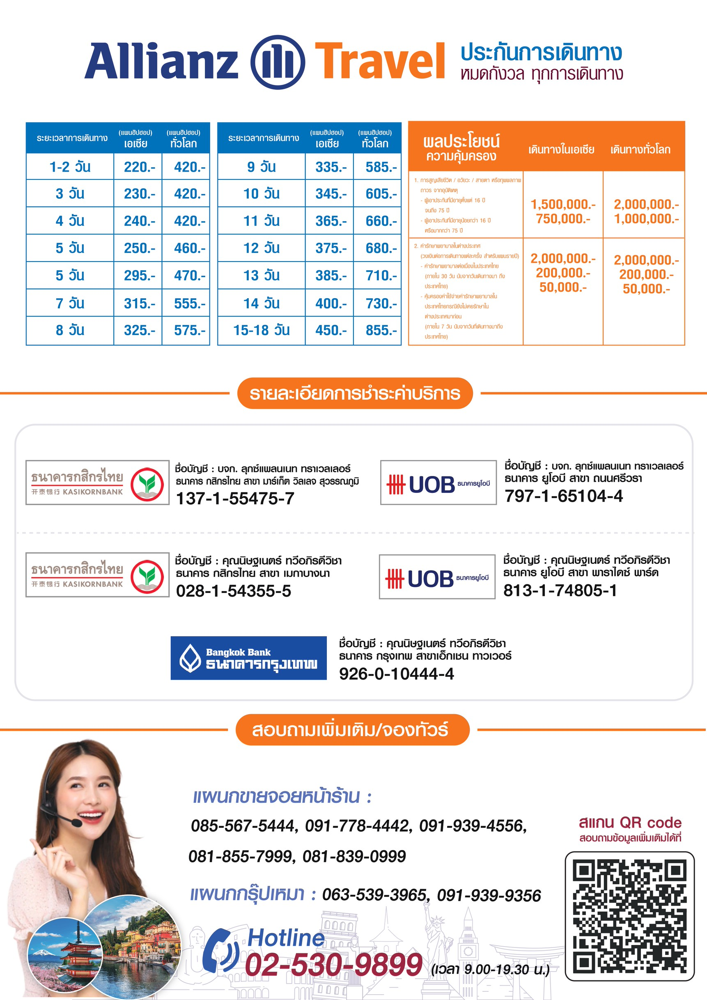 Allianz Travel
ประกันการเดินทาง
หมดกังวล ทุกการเดินทาง
ระยะเวลาการเดินทาง (แผนฮิปฮอป) เอเซีย (แผนฮิปฮอป) ทั่วโลก
1-2 วัน 220.- 420.-
3 วัน 230.- 420.-
4 วัน 240.- 420.-
5 วัน 250.- 460.-
5 วัน 295.- 470.-
7 วัน 315.- 555.-
8 วัน 325.- 575.-
ระยะเวลาการเดินทาง (แผนฮิปฮอป) เอเซีย (แผนฮิปฮอป) ทั่วโลก
9 วัน 335.- 585.-
10 วัน 345.- 605.-
11 วัน 365.- 660.-
12 วัน 375.- 680.-
13 วัน 385.- 710.-
14 วัน 400.- 730.-
15-18 วัน 450.- 855.-
ผลประโยชน์
ความคุ้มครอง
เดินทางในเอเซีย เดินทางทั่วโลก
1. การสูญเสียชีวิต / อวัยวะ / สายตา หรือทุพพลภาพ
ถาวร จากอุบัติเหตุ
- ผู้เอาประกันที่มีอายุตั้งแต่ 16 ปี
จนถึง 75 ปี
- ผู้เอาประกันที่มีอายุน้อยกว่า 16 ปี
หรือมากกว่า 75 ปี
1,500,000.- 2,000,000.-
750,000.- 1,000,000.-
2. ค่ารักษาพยาบาลในต่างประเทศ
(วงเงินต่อการเดินทางแต่ละครั้ง สำหรับแผนรายปี)
- ค่ารักษาพยาบาลต่อเนื่องในประเทศไทย
(ภายใน 30 วัน นับจากวันเดินทางมา ถึง
ประเทศไทย)
- คุ้มครองค่าใช้จ่ายค่ารักษาพยาบาลใน
ประเทศไทยกรณียังไม่เคยรักษาใน
ต่างประเทศมาก่อน
(ภายใน 7 วัน นับจากวันที่เดินทางมาถึง
ประเทศไทย)
2,000,000.- 2,000,000.-
200,000.- 200,000.-
50,000.- 50,000.-
รายละเอียดการชำระค่าบริการ
ธนาคารกสิกรไทย
开泰银行 KASIKORNBANK
ชื่อบัญชี : บจก. ลุกซ์แพลนเนท ทราเวลเลอร์
ธนาคาร กสิกรไทย สาขา มาร์เก็ต วิลเลจ สุวรรณภูมิ
137-1-55475-7
UOB ธนาคารยูโอบี
ชื่อบัญชี : บจก. ลุกซ์แพลนเนท ทราเวลเลอร์
ธนาคาร ยูโอบี สาขา ถนนศรีวรา
797-1-65104-4
ธนาคารกสิกรไทย
开泰银行 KASIKORNBANK
ชื่อบัญชี : คุณนิษฐเนตร์ ทวีอภิรดีวิชา
ธนาคาร กสิกรไทย สาขา เมกาบางนา
028-1-54355-5
UOB ธนาคารยูโอบี
ชื่อบัญชี : คุณนิษฐเนตร์ ทวีอภิรดีวิชา
ธนาคาร ยูโอบี สาขา พาราไดซ์ พาร์ด
813-1-74805-1
Bangkok Bank
ธนาคารกรุงเทพ
ชื่อบัญชี : คุณนิษฐเนตร์ ทวีอภิรดีวิชา
ธนาคาร กรุงเทพ สาขาเอ็กเชน ทาวเวอร์
926-0-10444-4
สอบถามเพิ่มเติม/จองทัวร์
แผนกขายจอยหน้าร้าน :
085-567-5444, 091-778-4442, 091-939-4556,
081-855-7999, 081-839-0999
แผนกกรุ๊ปเหมา : 063-539-3965, 091-939-9356
Hotline
02-530-9899 (เวลา 9.00-19.30 น.)
สแกน QR code
สอบถามข้อมูลเพิ่มเติมได้ที่